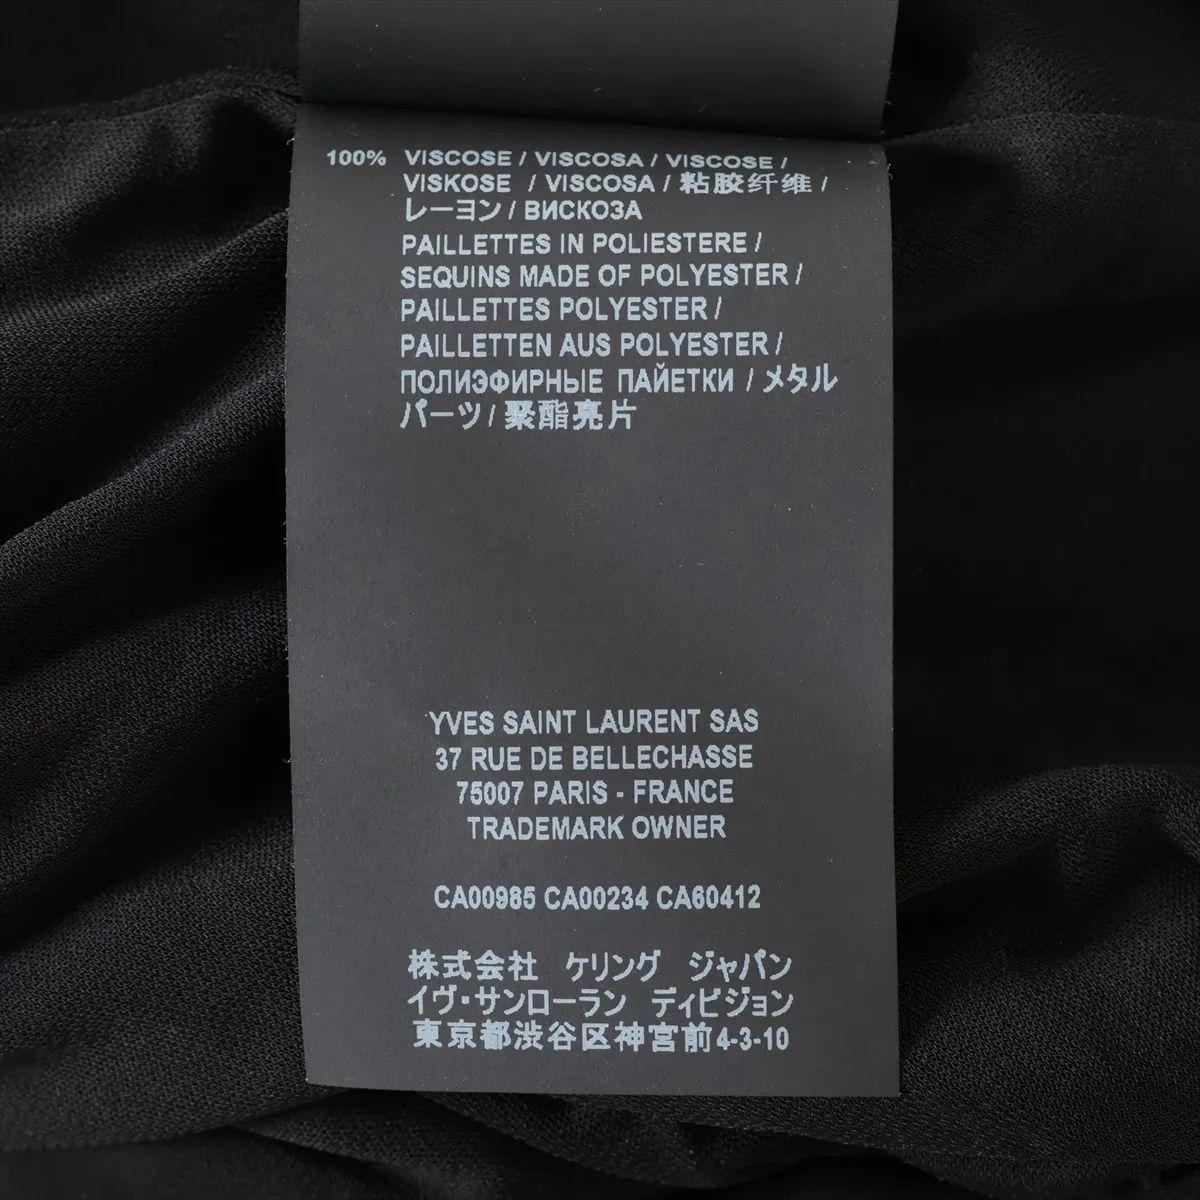 100% VISCOSE / VISCOSA / VISCOSE /
VISKOSE / VISCOSA / 粘胶纤维 /
レーヨン / ВИСКОЗА
PAILLETTES IN POLIESTERE /
SEQUINS MADE OF POLYESTER /
PAILLETTES POLYESTER /
PAILLETTEN AUS POLYESTER /
ПОЛИЭФИРНЫЕ ПАЙЕТКИ / メタル
パーツ / 聚酯亮片
YVES SAINT LAURENT SAS
37 RUE DE BELLECHASSE
75007 PARIS - FRANCE
TRADEMARK OWNER
CA00985 CA00234 CA60412
株式会社 ケリング ジャパン
イヴ・サンローラン ディビジョン
東京都渋谷区神宮前4-3-10